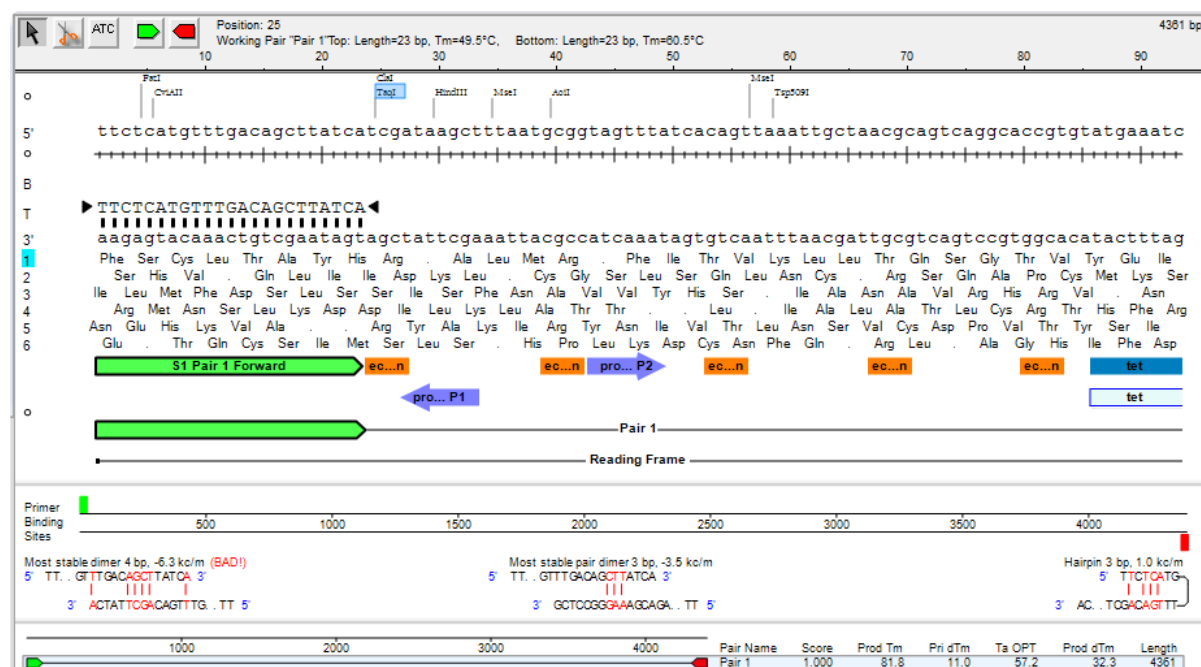 ATC
Position: 25
4361 bp
Working Pair "Pair 1"Top: Length=23 bp, Tm=49.5°C, Bottom: Length=23 bp, Tm=60.5°C
10 20 30 40 50 60 70 80 90
FatI ClaI MseI
CviAII TaqI HindIII MseI AciI Tsp509I
5' ttctcatgtttgacagcttatcatcgataagctttaatgcggtagtttatcacagttaaattgctaacgcagtcaggcaccgtgtatgaaatc
B
T TTCTCATGTTTGACAGCTTATCA
3' aagagtacaaactgtcgaatagtagctattcgaaattacgccatcaaatagtgtcaatttaacgattgcgtcagtccgtggcacatactttag
1 Phe Ser Cys Leu Thr Ala Tyr His Arg . Ala Leu Met Arg . Phe Ile Thr Val Lys Leu Leu Thr Gln Ser Gly Thr Val Tyr Glu Ile
2 Ser His Val . Gln Leu Ile Ile Asp Lys Leu . Cys Gly Ser Leu Ser Gln Leu Asn Cys . Arg Ser Gln Ala Pro Cys Met Lys Ser
3 Ile Leu Met Phe Asp Ser Leu Ser Ser Ile Ser Phe Asn Ala Val Val Tyr His Ser . Ile Ala Asn Ala Val Arg His Arg Val . Asn
4 Arg Met Asn Ser Leu Lys Asp Asp Ile Leu Lys Leu Ala Thr Thr . . Leu . Ile Ala Leu Ala Thr Leu Cys Arg Thr His Phe Arg
5 Asn Glu His Lys Val Ala . . Arg Tyr Ala Lys Ile Arg Tyr Asn Ile Val Thr Leu Asn Ser Val Cys Asp Pro Val Thr Tyr Ser Ile
6 Glu . Thr Gln Cys Ser Ile Met Ser Leu Ser . His Pro Leu Lys Asp Cys Asn Phe Gln . Arg Leu . Ala Gly His Ile Phe Asp
S1 Pair 1 Forward ec...n ec...n pro... P2 ec...n ec...n ec...n tet
pro... P1 tet
Pair 1
Reading Frame
Primer
Binding
Sites
500 1000 1500 2000 2500 3000 3500 4000
Most stable dimer 4 bp, -6.3 kc/m (BAD!) Most stable pair dimer 3 bp, -3.5 kc/m Hairpin 3 bp, 1.0 kc/m
5' TT. . GTTTGACAGCTTATCA 3' 5' TT. . GTTTGACAGCTTATCA 3' 5' TTCTCATG
3' ACTATTCGACAGTTTG. . TT 5' 3' GCTCCGGGAAAGCAGA. . TT 5' 3' AC. . TCGACAGTTT
1000 2000 3000 4000
Pair Name Score Prod Tm Pri dTm Ta OPT Prod dTm Length
Pair 1 1.000 81.8 11.0 57.2 32.3 4361